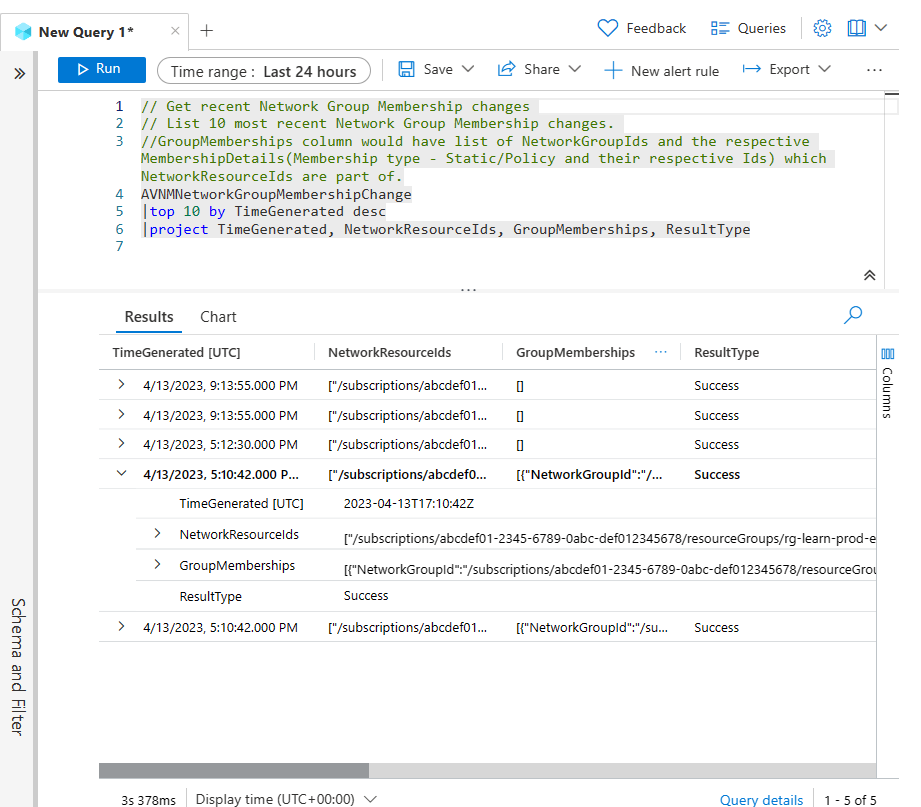 New Query 1*
Feedback
Queries
Run
Time range : Last 24 hours
Save
Share
New alert rule
Export
1 // Get recent Network Group Membership changes
2 // List 10 most recent Network Group Membership changes.
3 //GroupMemberships column would have list of NetworkGroupIds and the respective
MembershipDetails(Membership type - Static/Policy and their respective Ids) which
NetworkResourceIds are part of.
4 AVNMNetworkGroupMembershipChange
5 |top 10 by TimeGenerated desc
6 |project TimeGenerated, NetworkResourceIds, GroupMemberships, ResultType
7
Results Chart
TimeGenerated [UTC] NetworkResourceIds GroupMemberships ··· ResultType
4/13/2023, 9:13:55.000 PM ["/subscriptions/abcdef01... [] Success
4/13/2023, 9:13:55.000 PM ["/subscriptions/abcdef01... [] Success
4/13/2023, 5:12:30.000 PM ["/subscriptions/abcdef01... [] Success
4/13/2023, 5:10:42.000 P... ["/subscriptions/abcdef0... [{"NetworkGroupId":"/... Success
TimeGenerated [UTC] 2023-04-13T17:10:42Z
NetworkResourceIds ["/subscriptions/abcdef01-2345-6789-0abc-def012345678/resourceGroups/rg-learn-prod-e
GroupMemberships [{"NetworkGroupId":"/subscriptions/abcdef01-2345-6789-0abc-def012345678/resourceGrou
ResultType Success
4/13/2023, 5:10:42.000 PM ["/subscriptions/abcdef01... [{"NetworkGroupId":"/su... Success
Columns
Schema and Filter
3s 378ms Display time (UTC+00:00) Query details 1 - 5 of 5